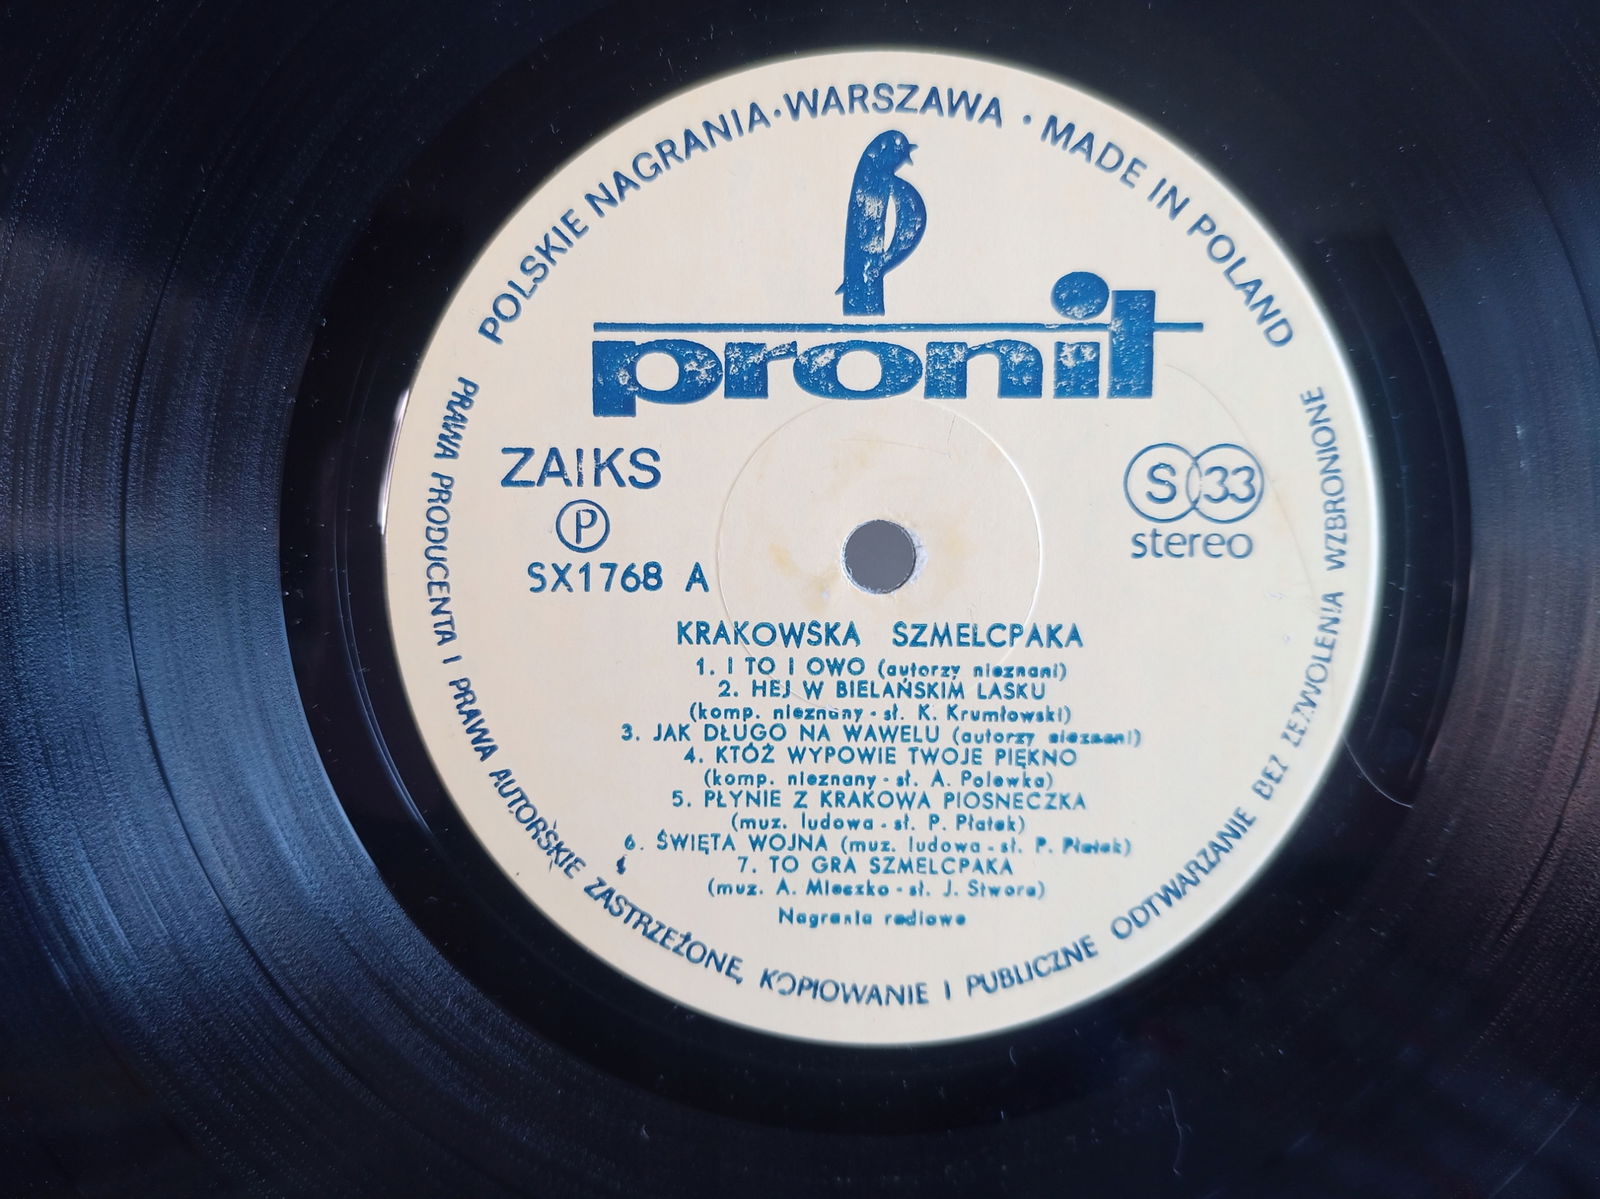 POLSKIE NAGRANIA·WARSZAWA · MADE IN POLAND
pronit
ZAIKS
Ⓟ
SX1768 A
S 33
stereo
KRAKOWSKA SZMELCPAKA
1. I TO I OWO (autorzy nieznani)
2. HEJ W BIELAŃSKIM LASKU
(komp. nieznany - sł. K. Krumłowski)
3. JAK DŁUGO NA WAWELU (autorzy nieznani)
4. KTÓŻ WYPOWIE TWOJE PIĘKNO
(komp. nieznany - sł. A. Polewka)
5. PŁYNIE Z KRAKOWA PIOSNECZKA
(muz. ludowa - sł. P. Płatek)
6. ŚWIĘTA WOJNA (muz. ludowa - sł. P. Płatek)
7. TO GRA SZMELCPAKA
(muz. A. Mleczko - sł. J. Stwora)
Nagrania radiowe
PRAWA PRODUCENTA I PRAWA AUTORSKIE ZASTRZEŻONE, KOPIOWANIE I PUBLICZNE ODTWARZANIE BEZ ZEZWOLENIA WZBRONIONE